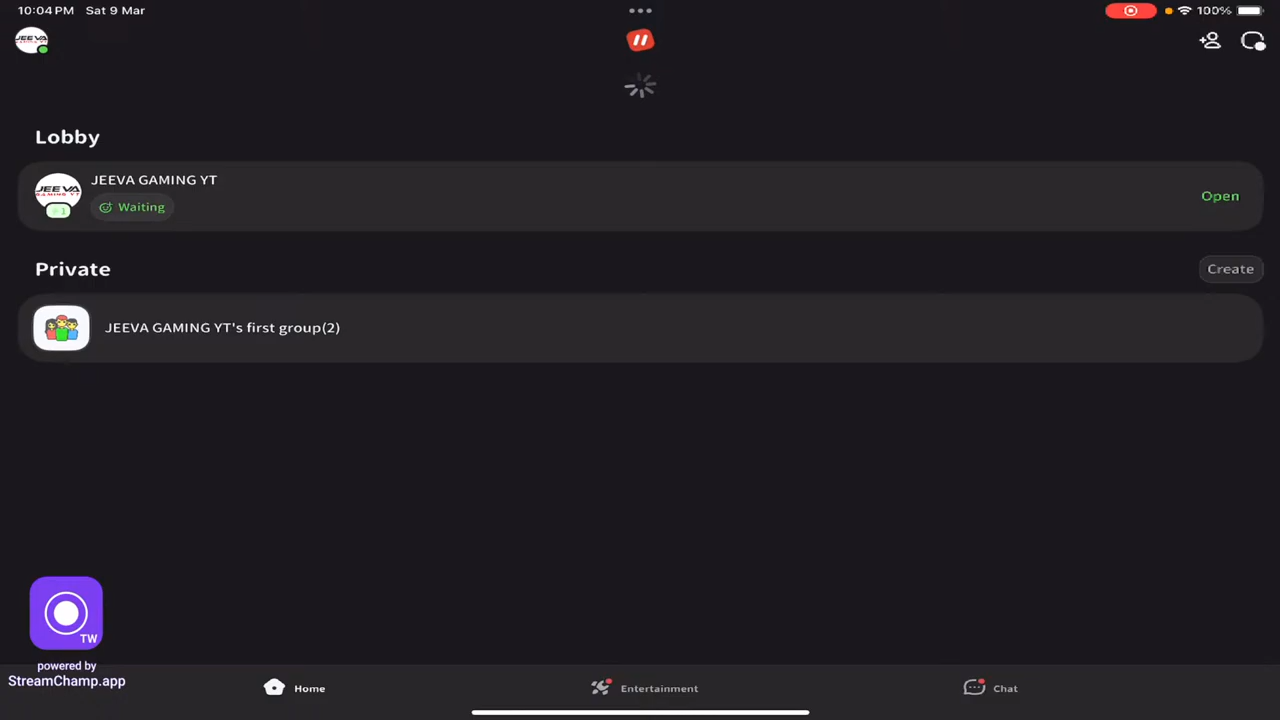 10:04 PM Sat 9 Mar
100%
Lobby
JEEVA GAMING YT
1
Waiting
Open
Private
Create
JEEVA GAMING YT's first group(2)
TW
powered by
StreamChamp.app
Home
Entertainment
Chat